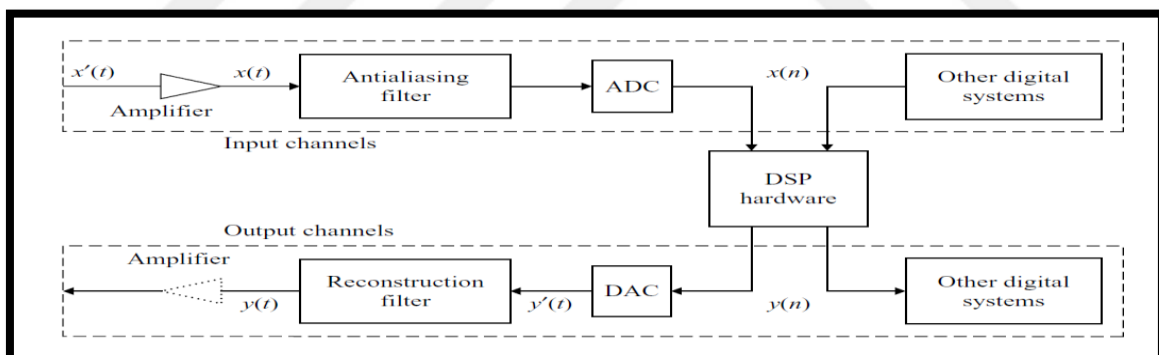 x′(t)
x(t)
Amplifier
Antialiasing
filter
ADC
x(n)
Other digital
systems
Input channels
DSP
hardware
Output channels
Amplifier
y(t)
Reconstruction
filter
y′(t)
DAC
y(n)
Other digital
systems